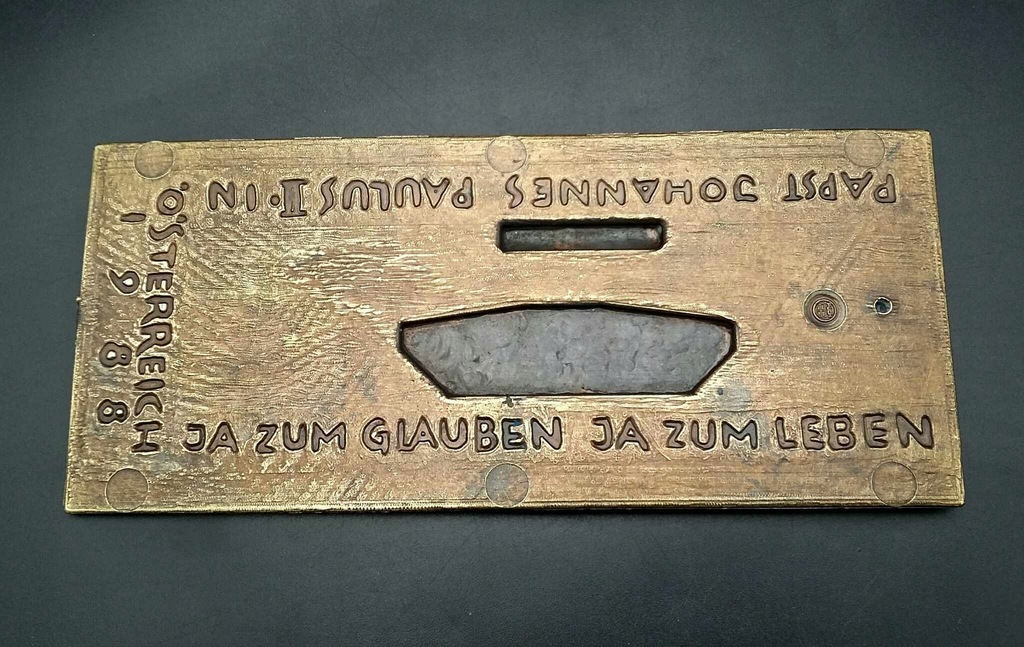 PAPST JOHANNES PAULUS II · IN
ÖSTERREICH
1988
JA ZUM GLAUBEN JA ZUM LEBEN